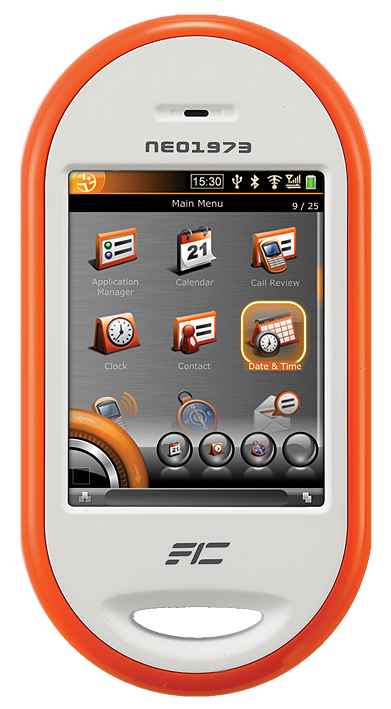 NEO1973
15:30
Main Menu
9 / 25
Application
Manager
21
Calendar
Call Review
Clock
Contact
Date & Time
21
FIC